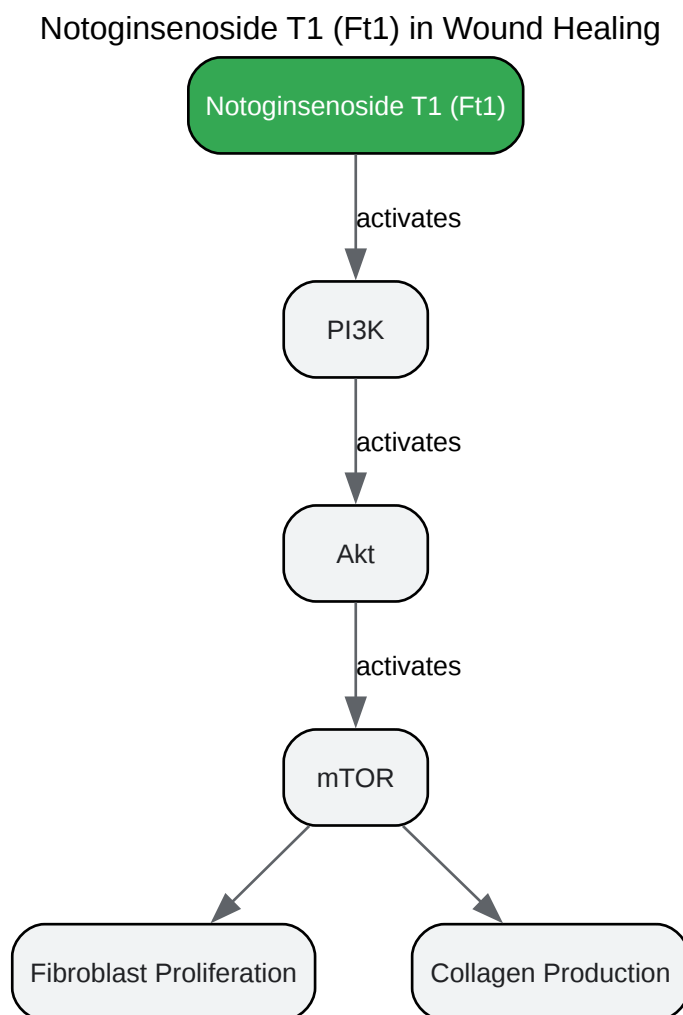 Notoginsenoside T1 (Ft1) in Wound Healing
Notoginsenoside T1 (Ft1)
activates
PI3K
activates
Akt
activates
mTOR
Fibroblast Proliferation
Collagen Production